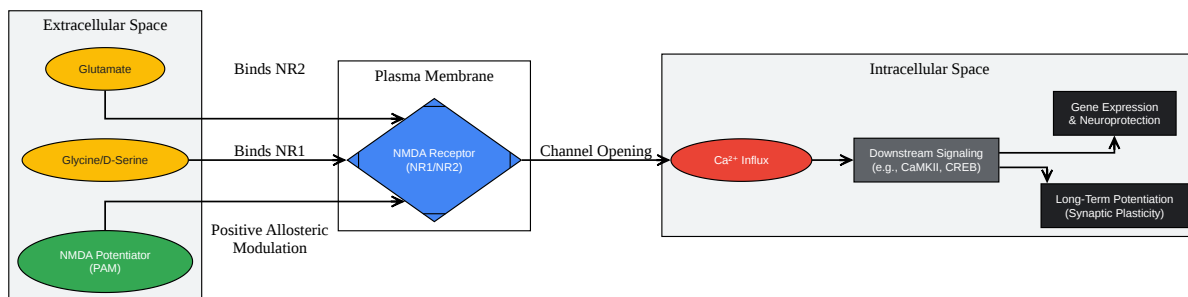 Extracellular Space
Glutamate
Glycine/D-Serine
NMDA Potentiator
(PAM)
Binds NR2
Binds NR1
Positive Allosteric
Modulation
Plasma Membrane
NMDA Receptor
(NR1/NR2)
Channel Opening
Intracellular Space
Ca²⁺ Influx
Downstream Signaling
(e.g., CaMKII, CREB)
Gene Expression
& Neuroprotection
Long-Term Potentiation
(Synaptic Plasticity)